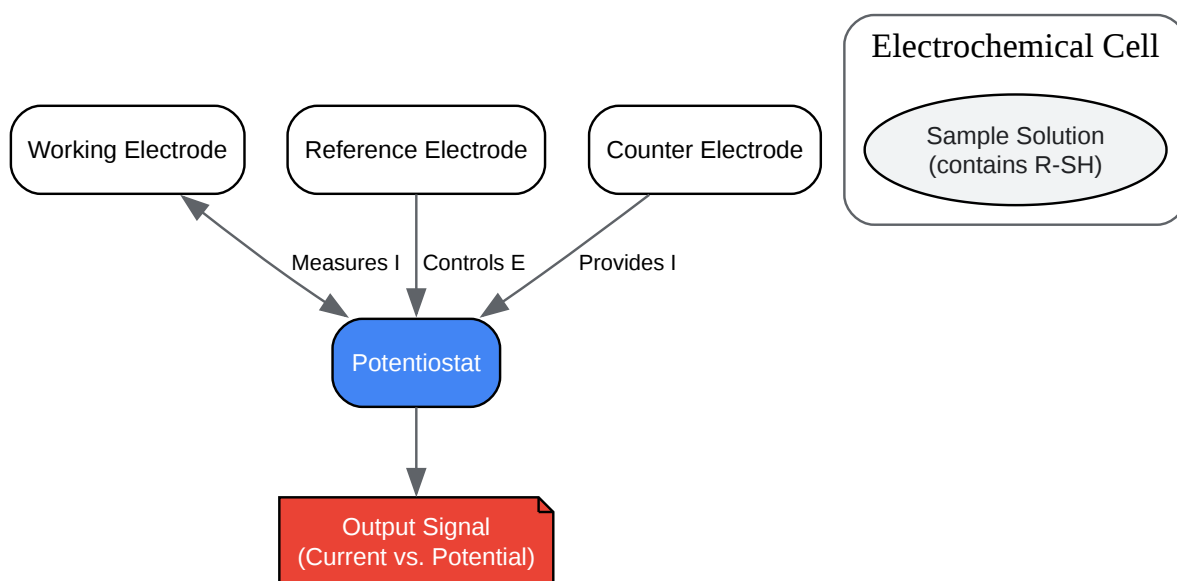 Electrochemical Cell
Working Electrode
Reference Electrode
Counter Electrode
Sample Solution
(contains R-SH)
Measures I
Controls E
Provides I
Potentiostat
Output Signal
(Current vs. Potential)